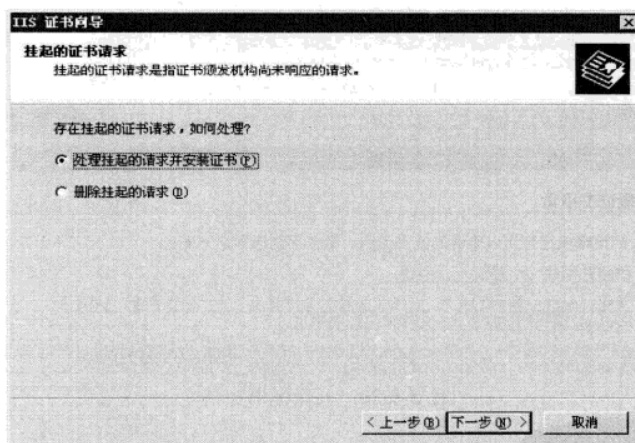 IIS 证书向导
挂起的证书请求
挂起的证书请求是指证书颁发机构尚未响应的请求。
存在挂起的证书请求，如何处理?
处理挂起的请求并安装证书(P)
删除挂起的请求(D)
< 上一步(B) 下一步(N) > 取消